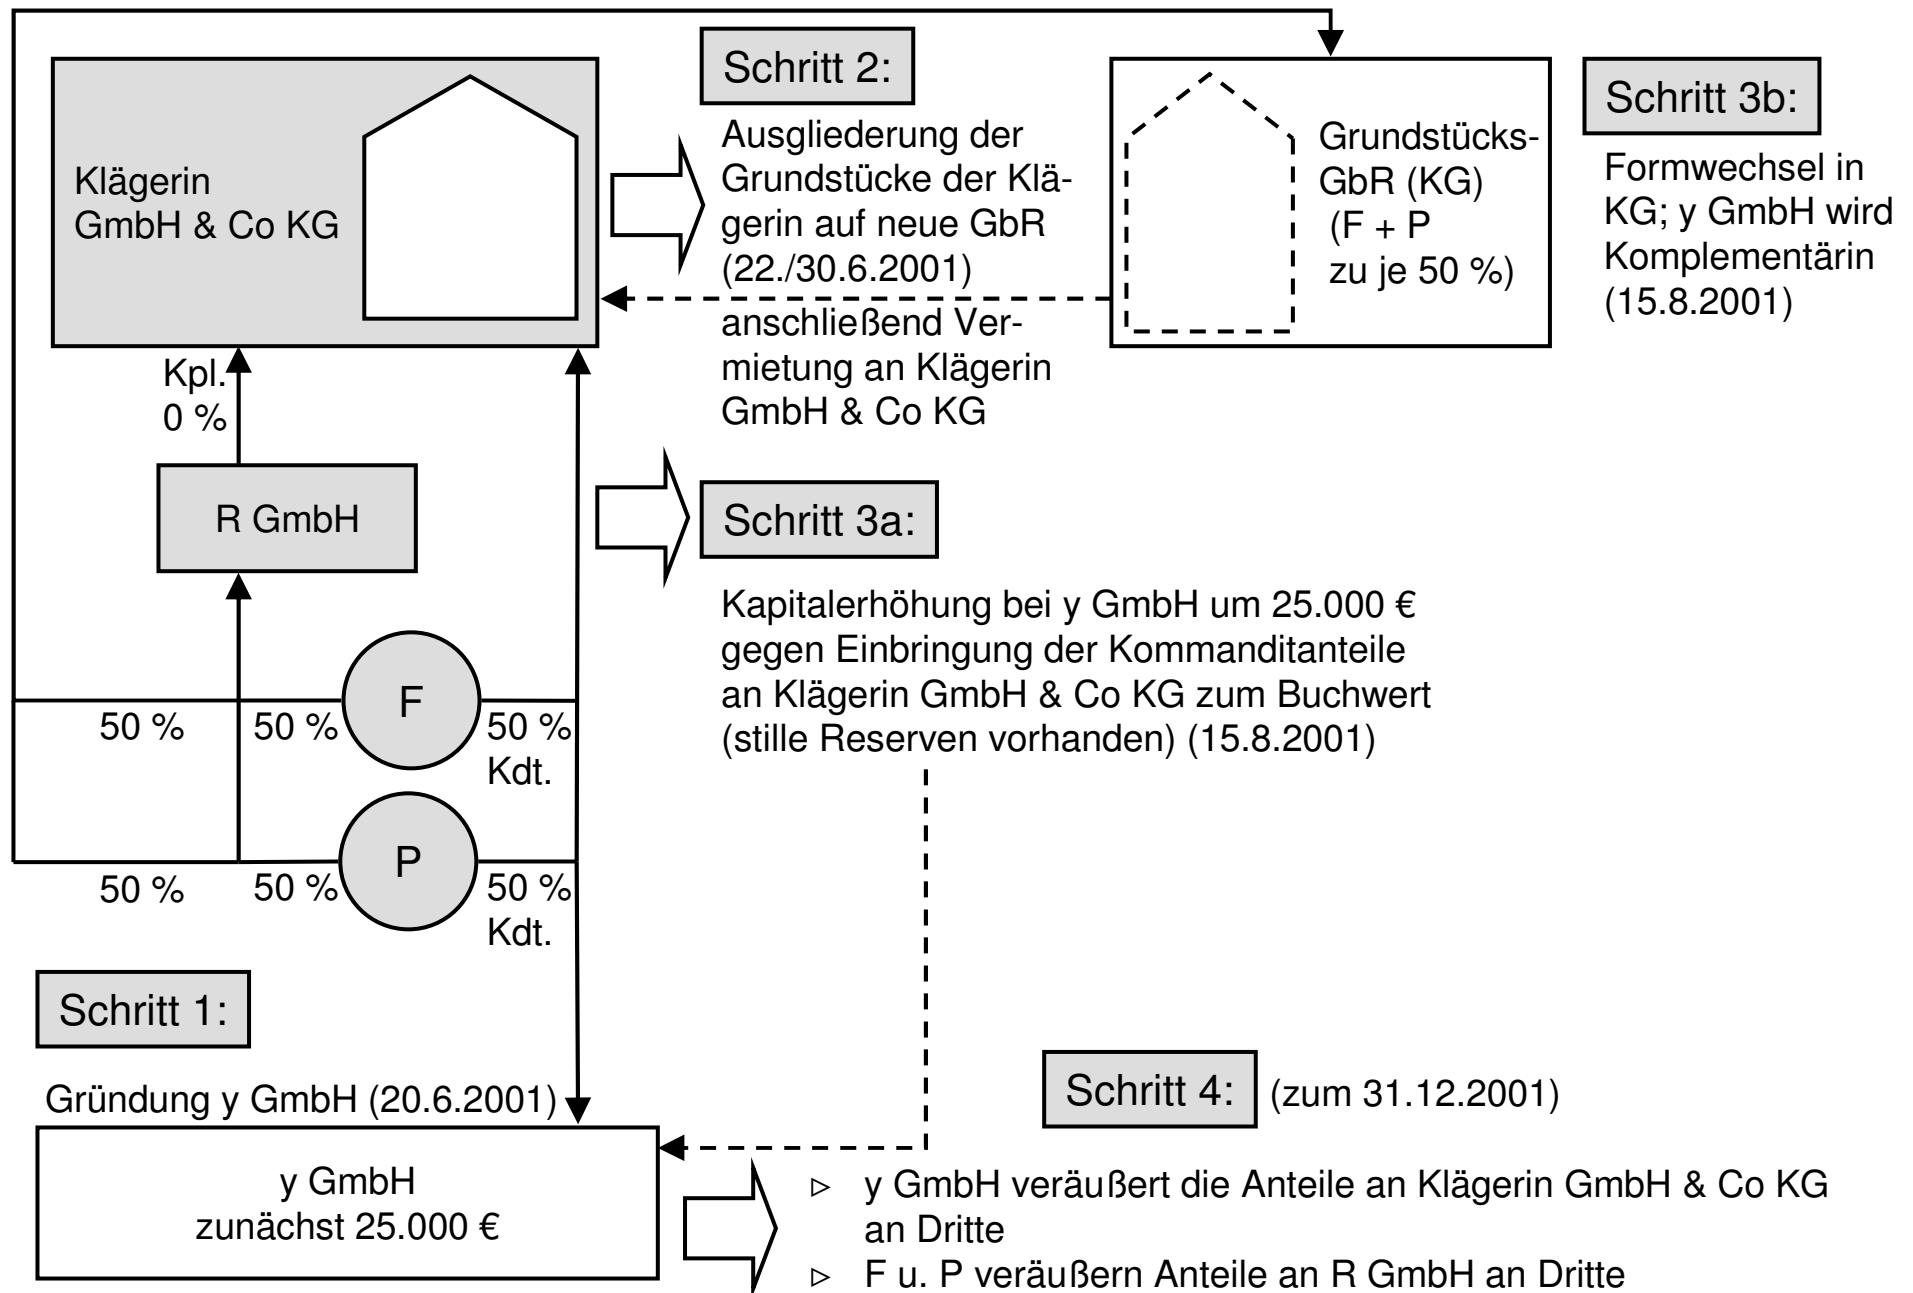 Schritt 2:
Schritt 3b:
Klägerin
GmbH & Co KG
Ausgliederung der
Grundstücke der Klä-
gerin auf neue GbR
(22./30.6.2001)
anschließend Ver-
mietung an Klägerin
GmbH & Co KG
Grundstücks-
GbR (KG)
(F + P
zu je 50 %)
Formwechsel in
KG; y GmbH wird
Komplementärin
(15.8.2001)
Kpl.
0 %
R GmbH
Schritt 3a:
Kapitalerhöhung bei y GmbH um 25.000 €
gegen Einbringung der Kommanditanteile
an Klägerin GmbH & Co KG zum Buchwert
(stille Reserven vorhanden) (15.8.2001)
F
50 %
50 %
50 %
Kdt.
P
50 %
50 %
50 %
Kdt.
Schritt 1:
Gründung y GmbH (20.6.2001)
y GmbH
zunächst 25.000 €
Schritt 4:
(zum 31.12.2001)
▹ y GmbH veräußert die Anteile an Klägerin GmbH & Co KG
an Dritte
▹ F u. P veräußern Anteile an R GmbH an Dritte